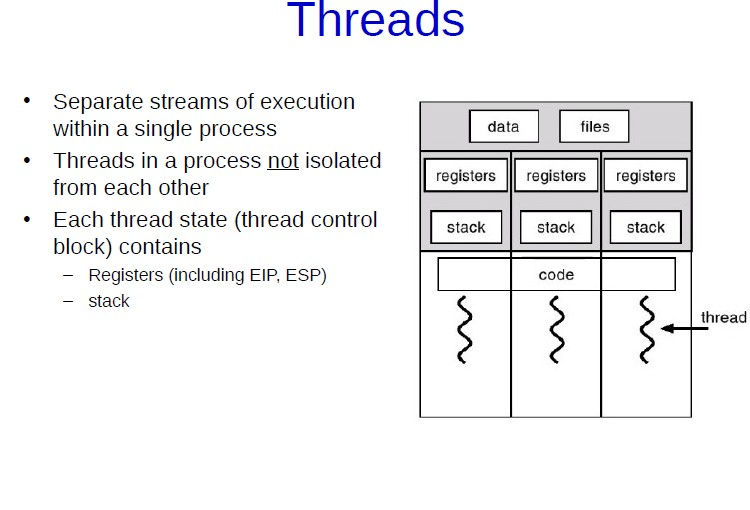 Threads
• Separate streams of execution
within a single process
• Threads in a process not isolated
from each other
• Each thread state (thread control
block) contains
– Registers (including EIP, ESP)
– stack
data files
registers registers registers
stack stack stack
code
thread